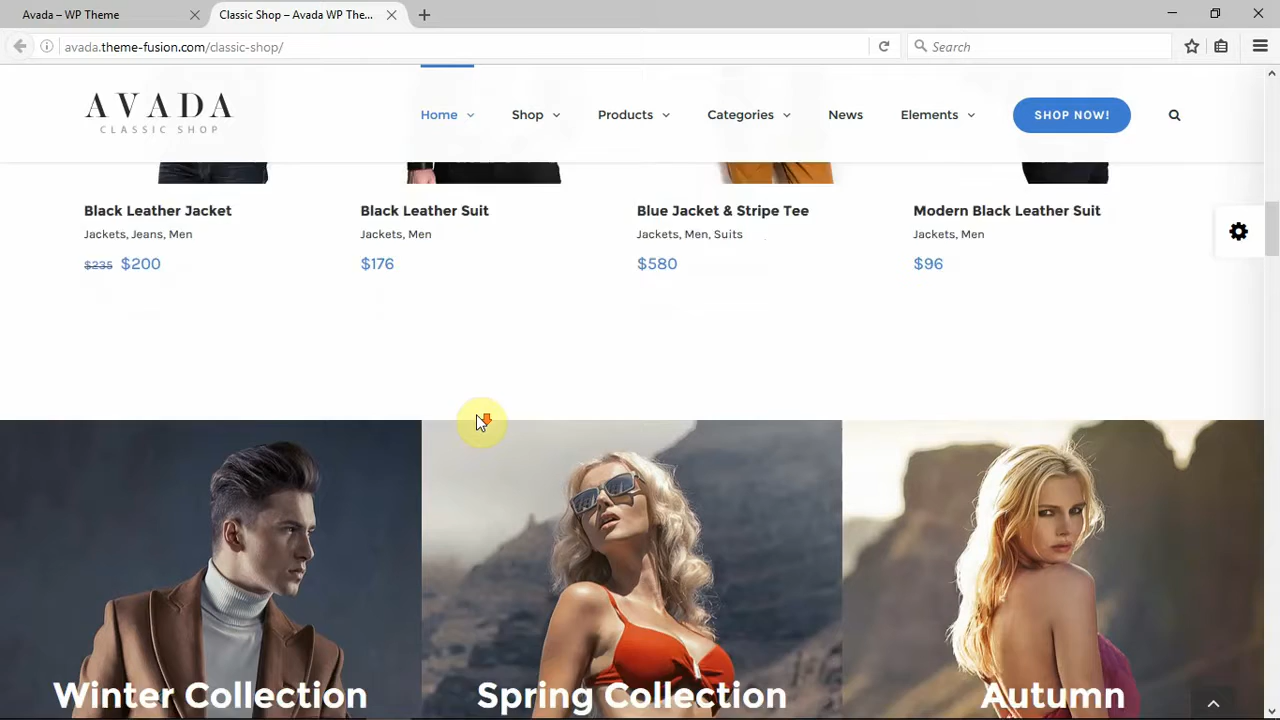 Avada – WP Theme
Classic Shop – Avada WP The...
avada.theme-fusion.com/classic-shop/
Search
AVADA
CLASSIC SHOP
Home
Shop
Products
Categories
News
Elements
SHOP NOW!
Black Leather Jacket
Black Leather Suit
Blue Jacket & Stripe Tee
Modern Black Leather Suit
Jackets, Jeans, Men
Jackets, Men
Jackets, Men, Suits
Jackets, Men
$235 $200
$176
$580
$96
Winter Collection
Spring Collection
Autumn